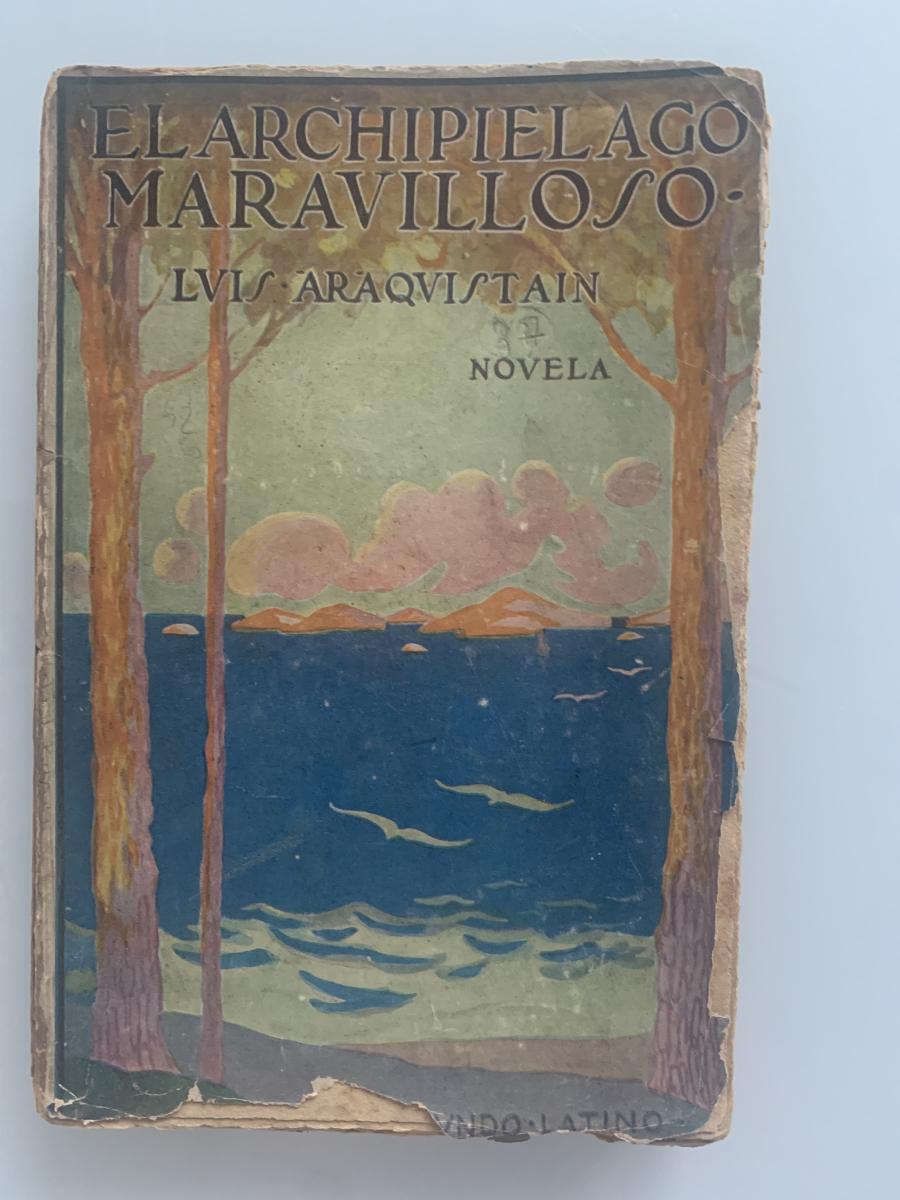 EL ARCHIPIELAGO
MARAVILLOSO·
LVIS·ARAQVISTAIN
NOVELA
VNDO·LATINO